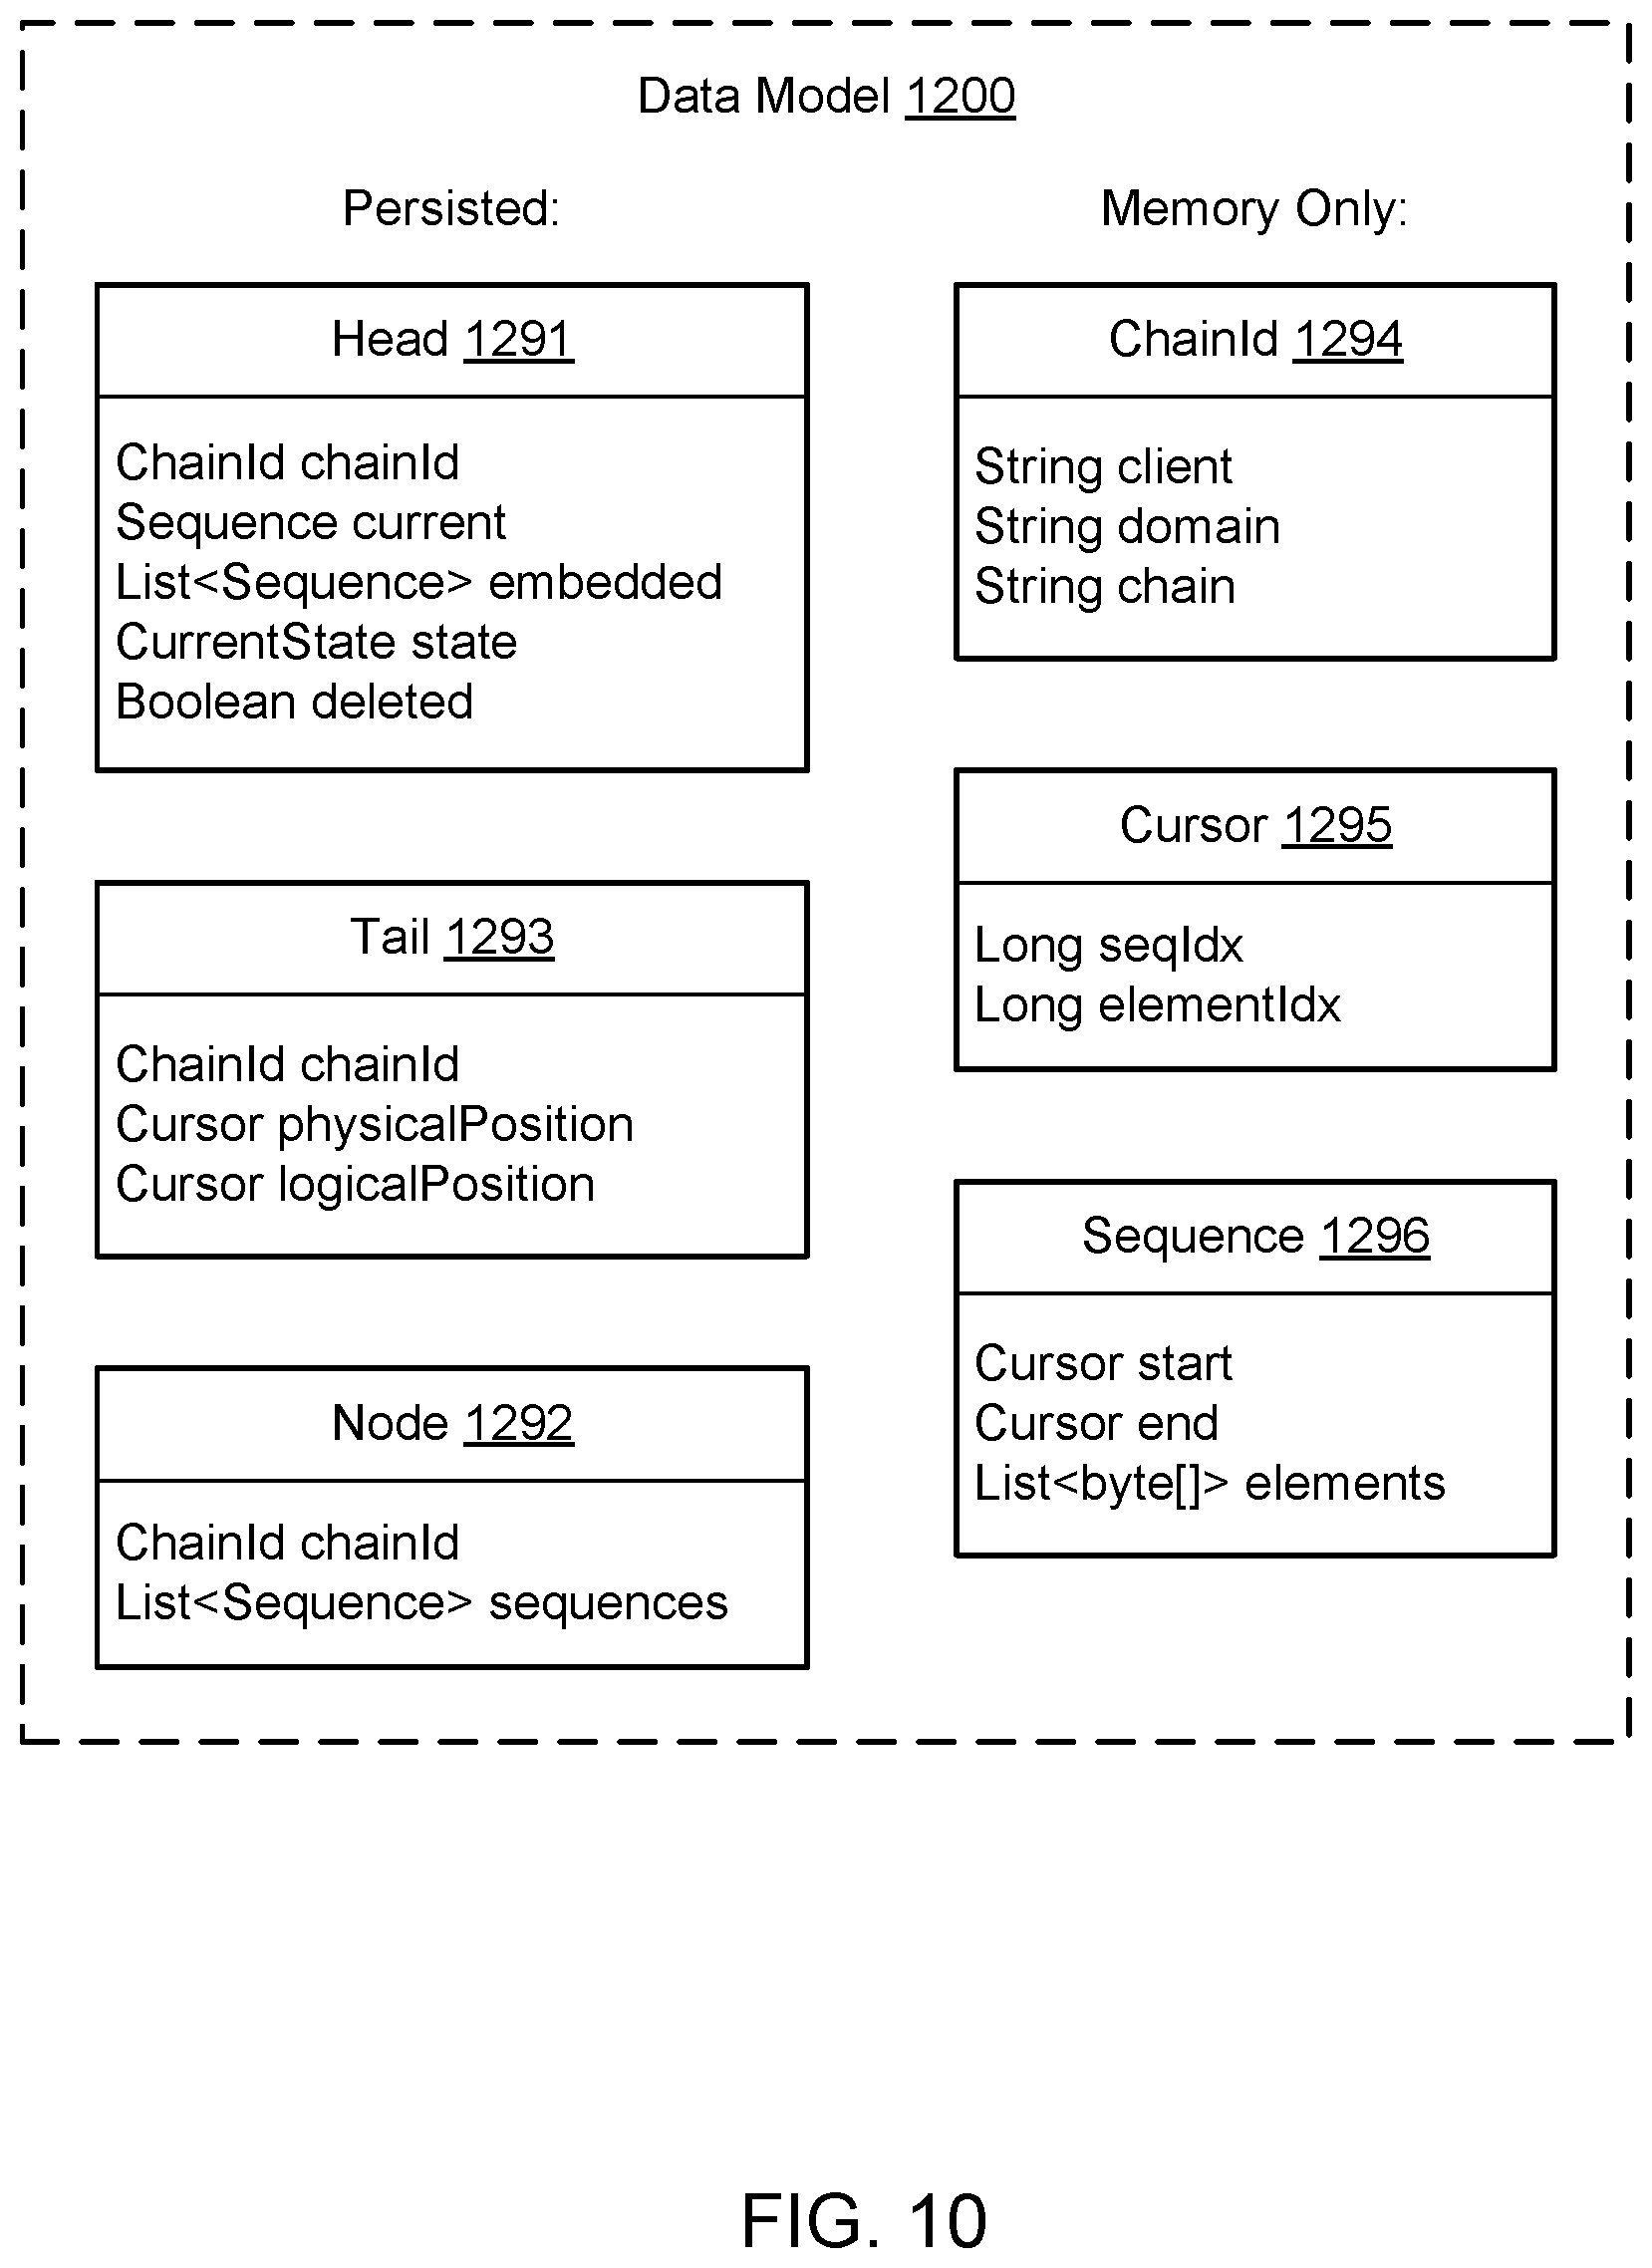 Data Model 1200
Persisted:
Head 1291
ChainId chainId
Sequence current
List<Sequence> embedded
CurrentState state
Boolean deleted
Tail 1293
ChainId chainId
Cursor physicalPosition
Cursor logicalPosition
Node 1292
ChainId chainId
List<Sequence> sequences
Memory Only:
ChainId 1294
String client
String domain
String chain
Cursor 1295
Long seqIdx
Long elementIdx
Sequence 1296
Cursor start
Cursor end
List<byte[]> elements
FIG. 10